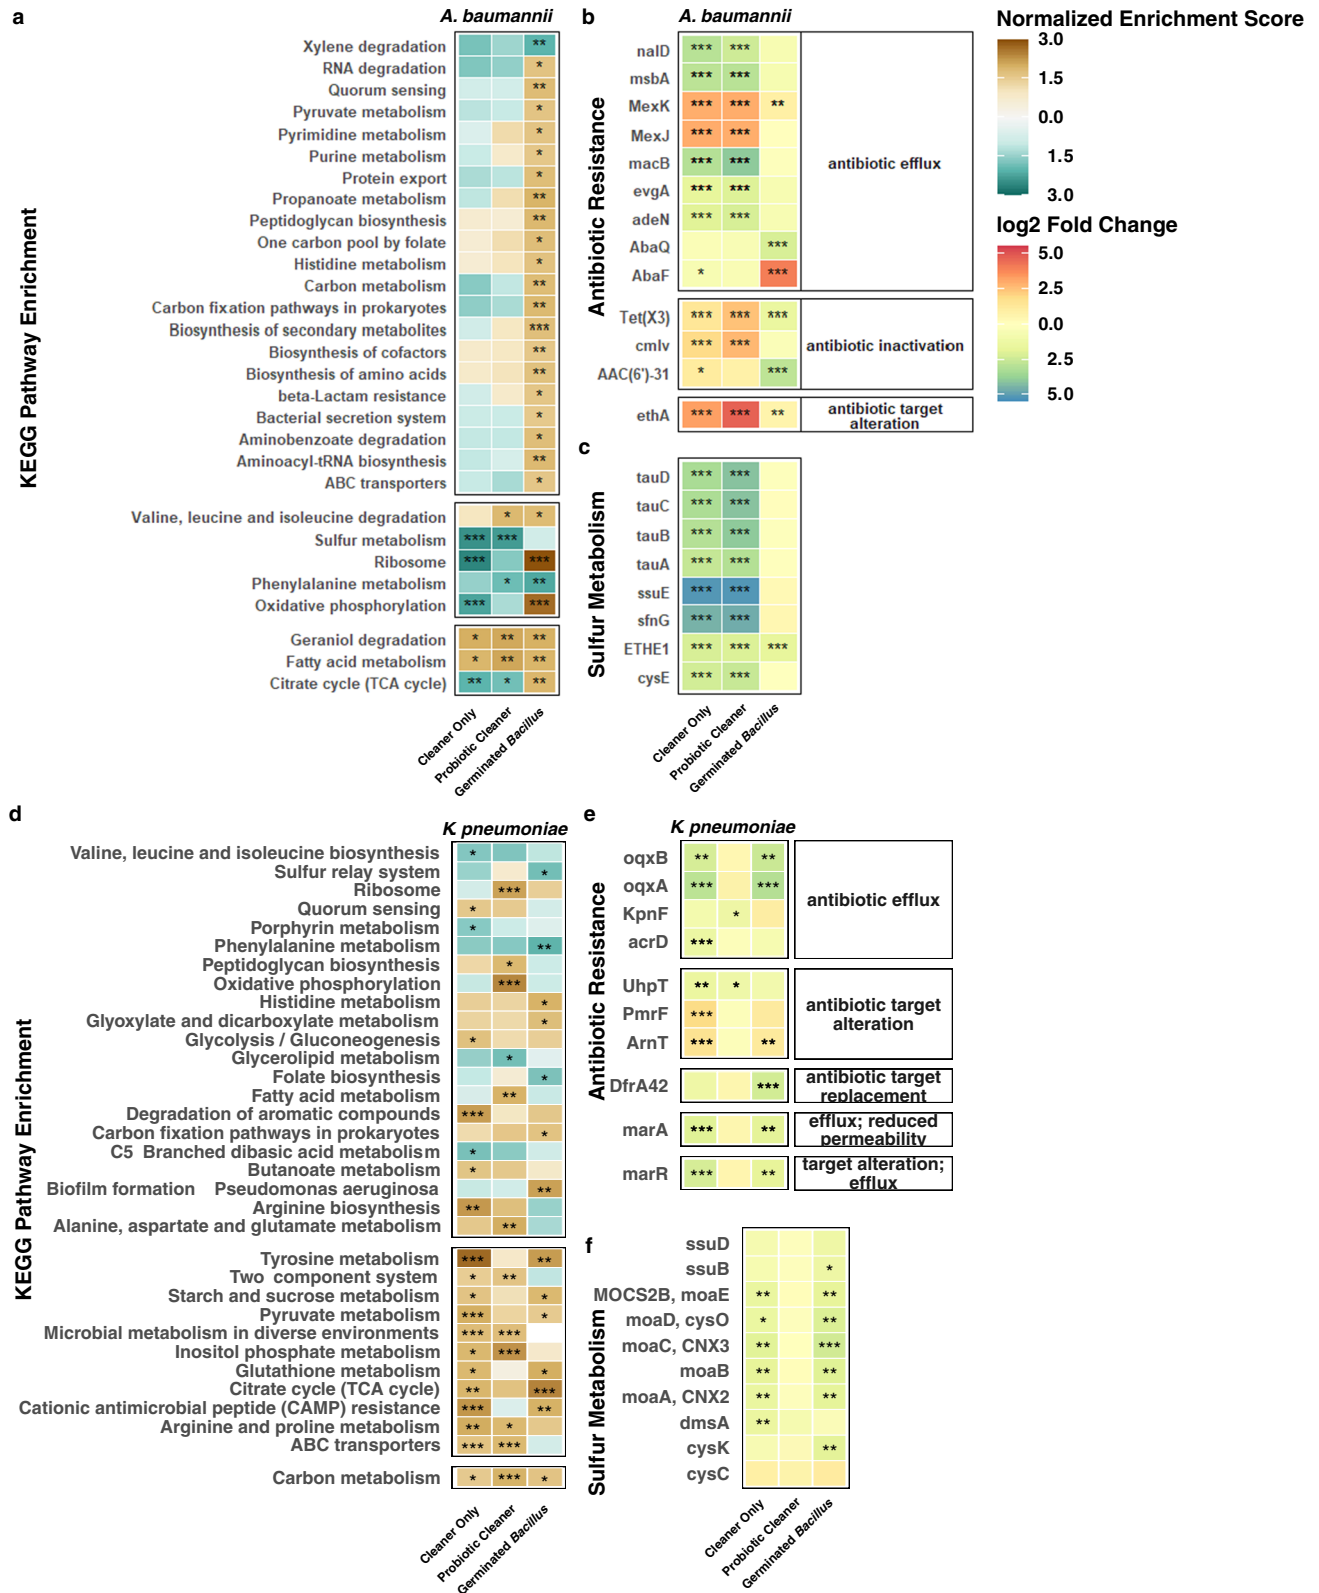 a
A. baumannii
KEGG Pathway Enrichment
Xylene degradation **
RNA degradation *
Quorum sensing **
Pyruvate metabolism *
Pyrimidine metabolism *
Purine metabolism *
Protein export *
Propanoate metabolism **
Peptidoglycan biosynthesis **
One carbon pool by folate *
Histidine metabolism *
Carbon metabolism **
Carbon fixation pathways in prokaryotes **
Biosynthesis of secondary metabolites ***
Biosynthesis of cofactors **
Biosynthesis of amino acids **
beta-Lactam resistance *
Bacterial secretion system *
Aminobenzoate degradation *
Aminoacyl-tRNA biosynthesis **
ABC transporters *
Valine, leucine and isoleucine degradation * *
Sulfur metabolism *** ***
Ribosome *** ***
Phenylalanine metabolism * **
Oxidative phosphorylation *** ***
Geraniol degradation * ** **
Fatty acid metabolism * ** **
Citrate cycle (TCA cycle) ** * **
Cleaner Only
Probiotic Cleaner
Germinated Bacillus
b
A. baumannii
Antibiotic Resistance
nalD *** ***
msbA *** ***
MexK *** *** **
MexJ *** ***
macB *** ***
evgA *** ***
adeN *** ***
AbaQ ***
AbaF * ***
antibiotic efflux
Tet(X3) *** *** ***
cmlv *** ***
AAC(6')-31 * ***
antibiotic inactivation
ethA *** *** **
antibiotic target
alteration
Normalized Enrichment Score
3.0
1.5
0.0
1.5
3.0
log2 Fold Change
5.0
2.5
0.0
2.5
5.0
c
Sulfur Metabolism
tauD *** ***
tauC *** ***
tauB *** ***
tauA *** ***
ssuE *** ***
sfnG *** ***
ETHE1 *** *** ***
cysE *** ***
Cleaner Only
Probiotic Cleaner
Germinated Bacillus
d
K pneumoniae
KEGG Pathway Enrichment
Valine, leucine and isoleucine biosynthesis *
Sulfur relay system *
Ribosome ***
Quorum sensing *
Porphyrin metabolism *
Phenylalanine metabolism **
Peptidoglycan biosynthesis *
Oxidative phosphorylation ***
Histidine metabolism *
Glyoxylate and dicarboxylate metabolism *
Glycolysis / Gluconeogenesis *
Glycerolipid metabolism *
Folate biosynthesis *
Fatty acid metabolism **
Degradation of aromatic compounds ***
Carbon fixation pathways in prokaryotes *
C5 Branched dibasic acid metabolism *
Butanoate metabolism *
Biofilm formation Pseudomonas aeruginosa **
Arginine biosynthesis **
Alanine, aspartate and glutamate metabolism **
Tyrosine metabolism *** **
Two component system * **
Starch and sucrose metabolism * *
Pyruvate metabolism *** *
Microbial metabolism in diverse environments *** ***
Inositol phosphate metabolism * ***
Glutathione metabolism * *
Citrate cycle (TCA cycle) ** ***
Cationic antimicrobial peptide (CAMP) resistance *** **
Arginine and proline metabolism ** *
ABC transporters *** ***
Carbon metabolism * *** *
Cleaner Only
Probiotic Cleaner
Germinated Bacillus
e
K pneumoniae
Antibiotic Resistance
oqxB ** **
oqxA *** ***
KpnF *
acrD ***
antibiotic efflux
UhpT ** *
PmrF ***
ArnT *** **
antibiotic target
alteration
DfrA42 ***
antibiotic target
replacement
marA *** **
efflux; reduced
permeability
marR *** **
target alteration;
efflux
f
Sulfur Metabolism
ssuD
ssuB *
MOCS2B, moaE ** **
moaD, cysO * **
moaC, CNX3 ** ***
moaB ** **
moaA, CNX2 ** **
dmsA **
cysK **
cysC
Cleaner Only
Probiotic Cleaner
Germinated Bacillus